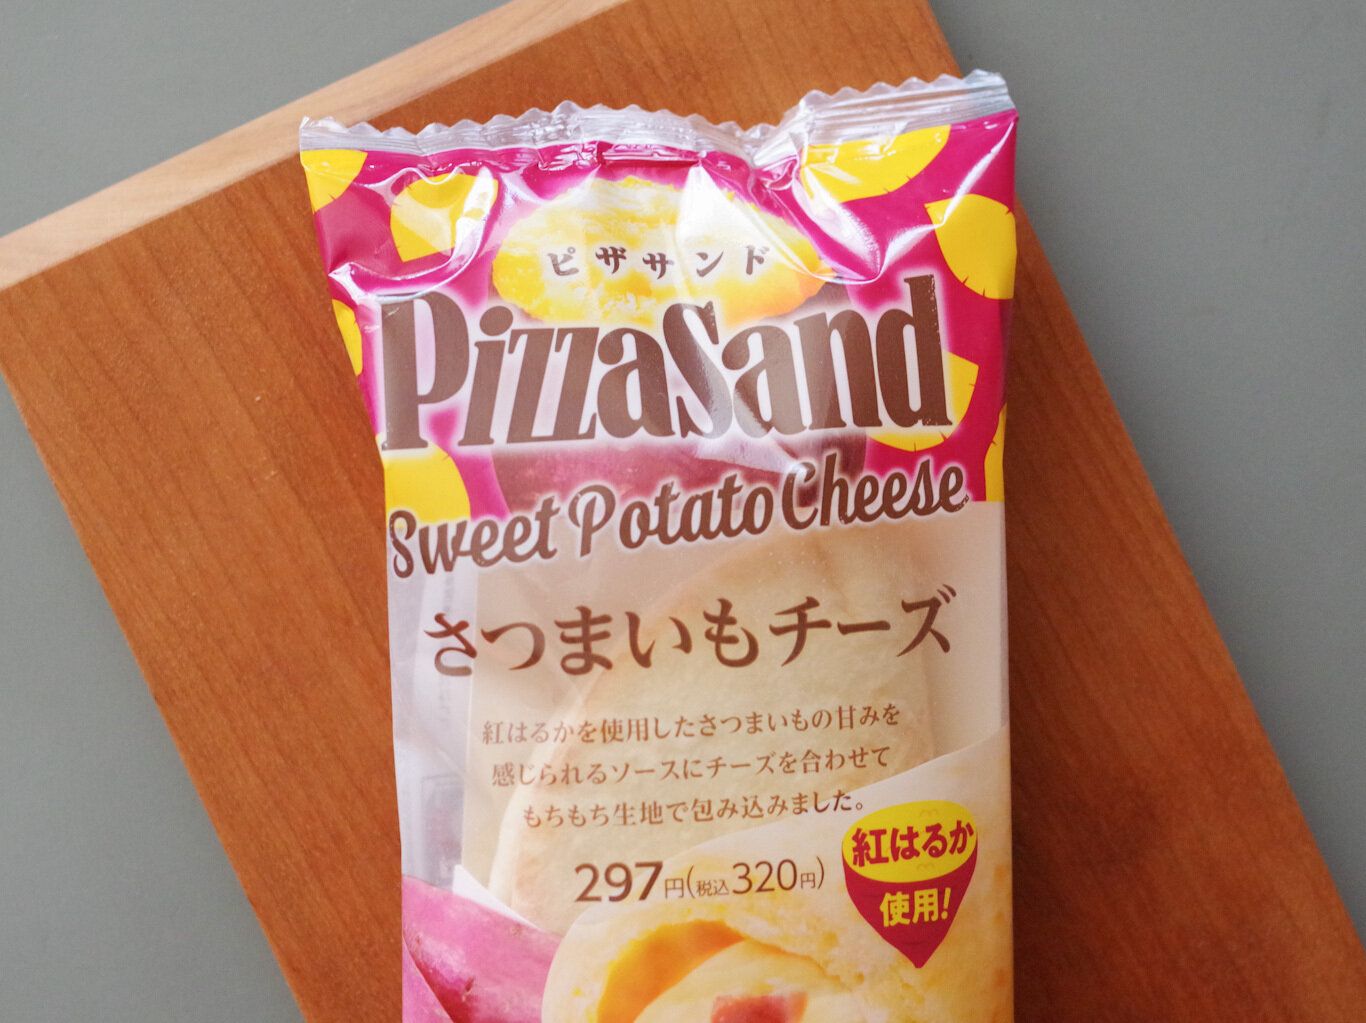 ピザサンド
PizzaSand
Sweet Potato Cheese
さつまいもチーズ
紅はるかを使用したさつまいもの甘みを
感じられるソースにチーズを合わせて
もちもち生地で包み込みました。
297円(税込320円)
紅はるか
使用!